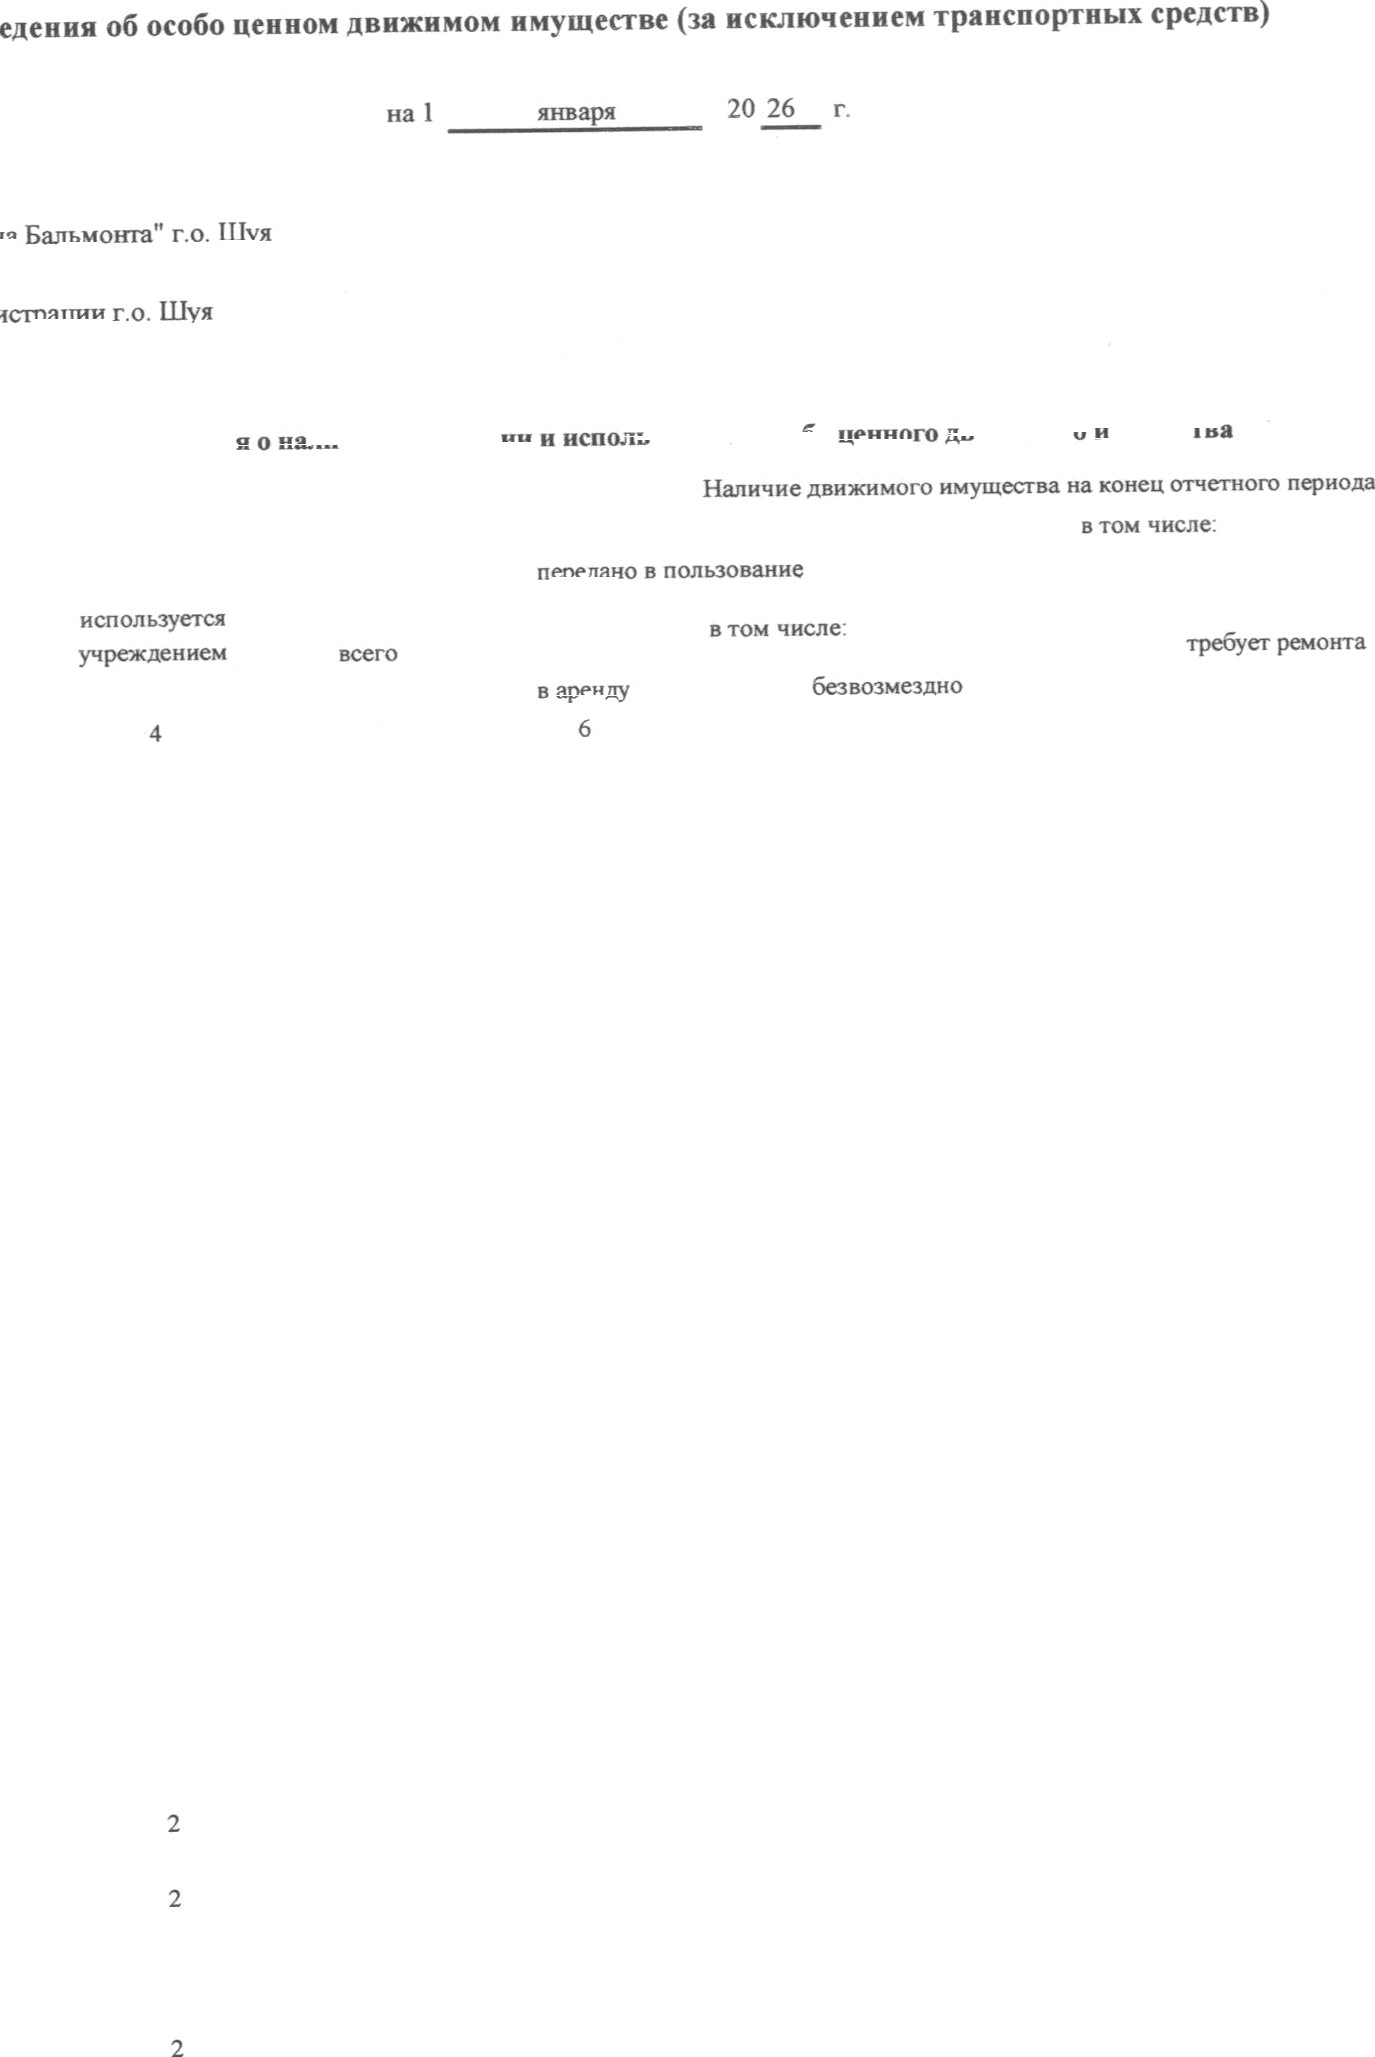 об особо ценном движимом имуществе (за исключением транспортных средств)
на 1 января 20 26 г.
Бальмонта" г.о. Шуя
г.о. Шуя
я о и ценного и
Наличие движимого имущества на конец отчетного периода
в том числе:
передано в пользование
используется
в том числе:
требует ремонта
учреждением всего
в аренду безвозмездно
4 6
2
2
2